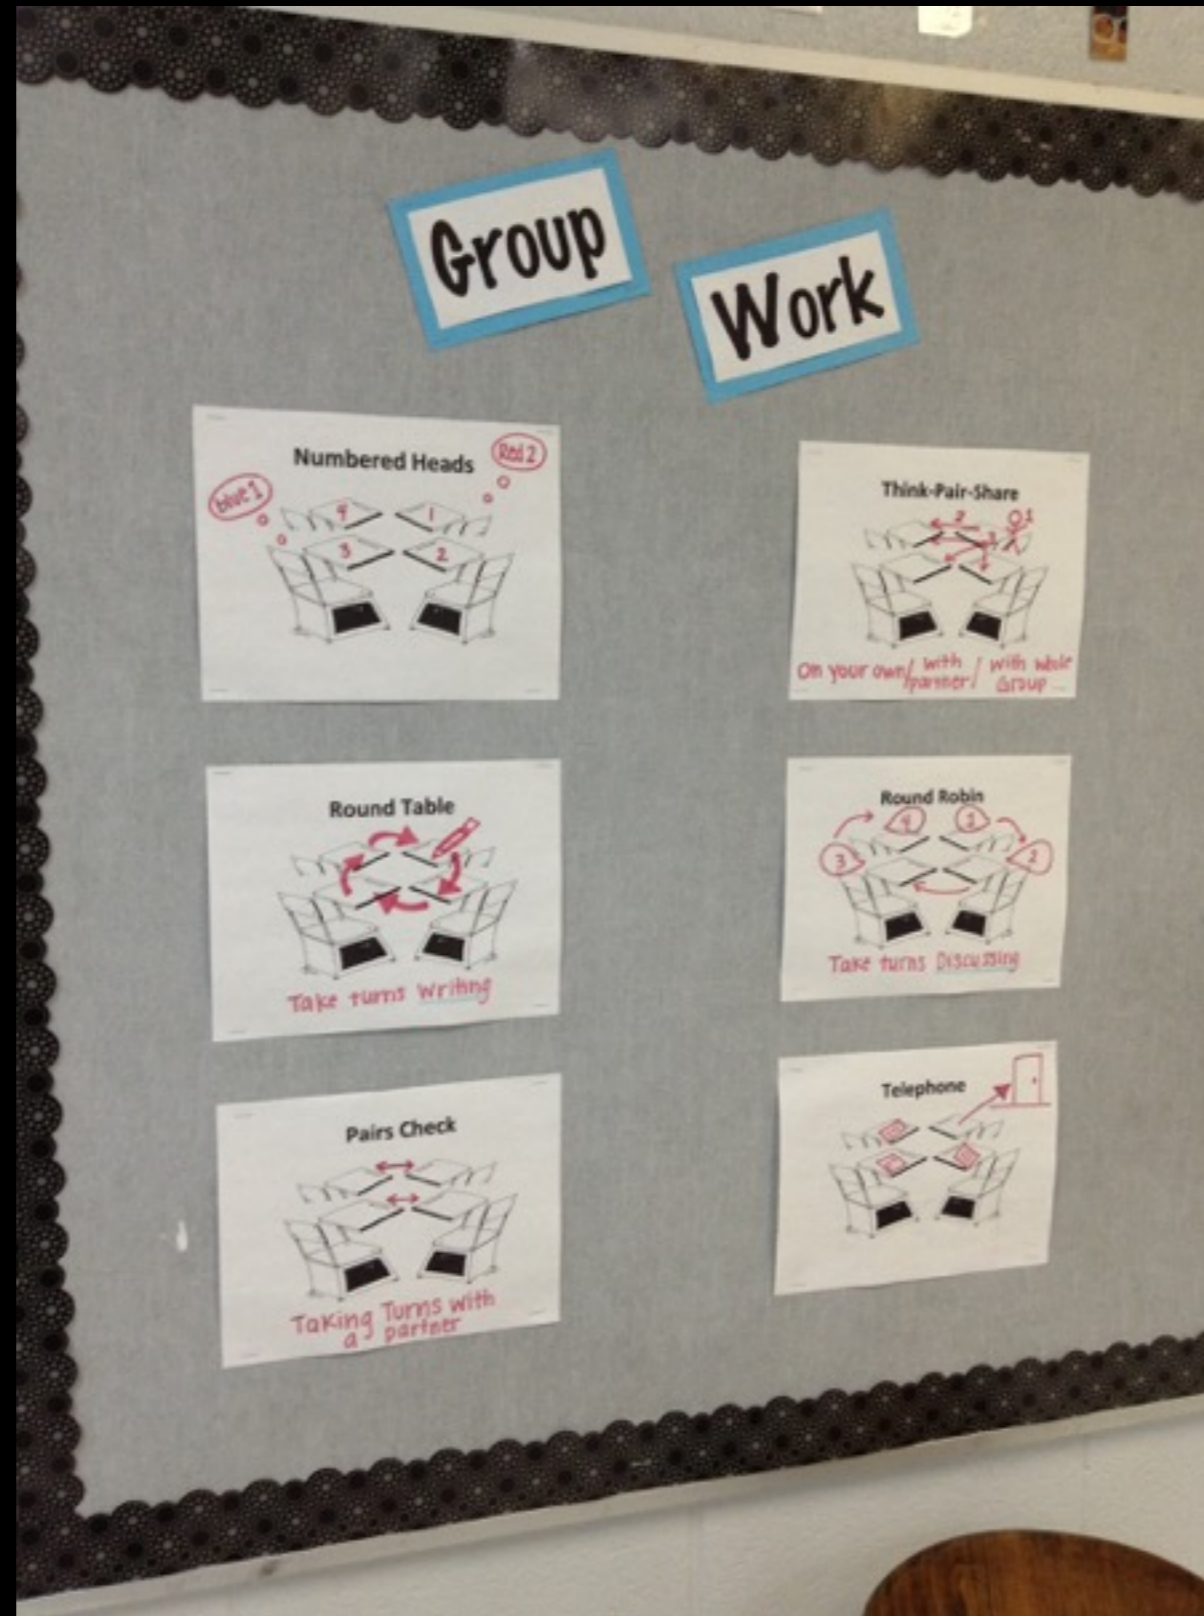 Group
Work
Numbered Heads
Blue 1
Red 2
4
1
3
2
Think-Pair-Share
2
1
3
On your own / with partner / with whole Group
Round Table
Take turns Writing
Round Robin
4
1
3
2
Take turns Discussing
Pairs Check
Taking Turns with
a partner
Telephone